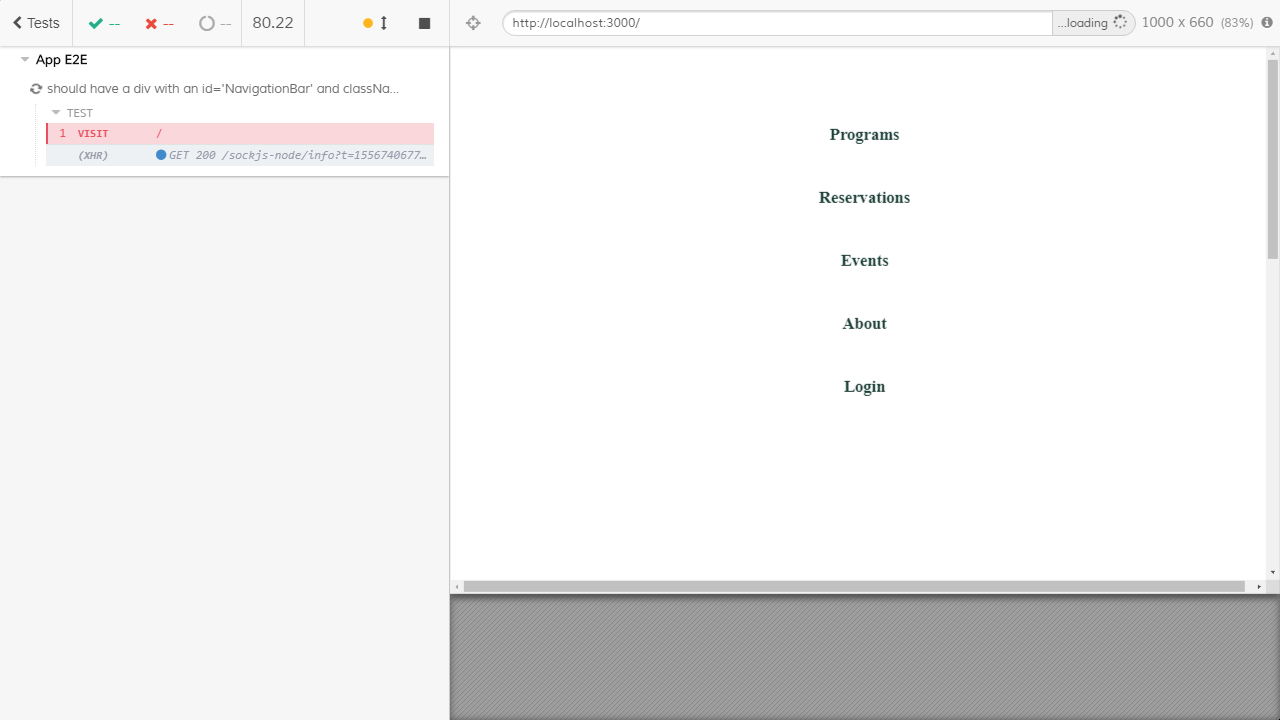 Tests
--
--
--
80.22
http://localhost:3000/
...loading
1000 x 660 (83%)
App E2E
should have a div with an id='NavigationBar' and classNa...
TEST
1 VISIT /
(XHR) GET 200 /sockjs-node/info?t=1556740677...
Programs
Reservations
Events
About
Login